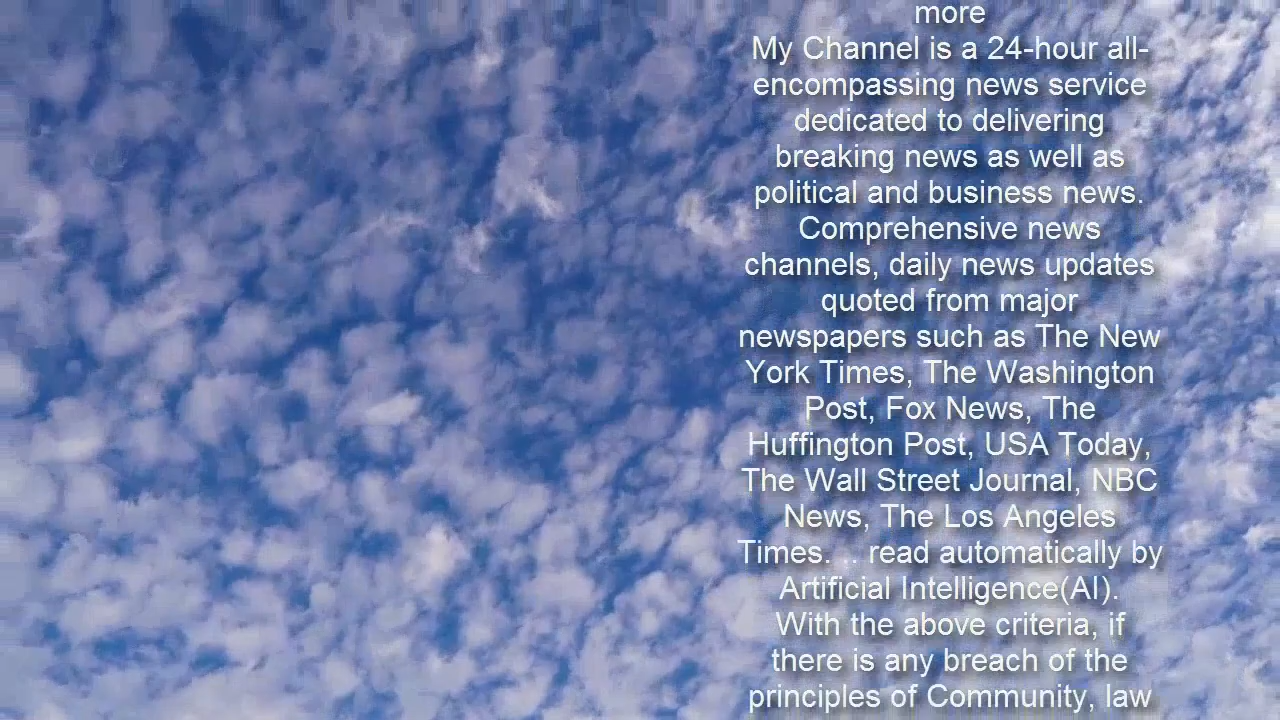 more
My Channel is a 24-hour all-
encompassing news service
dedicated to delivering
breaking news as well as
political and business news.
Comprehensive news
channels, daily news updates
quoted from major
newspapers such as The New
York Times, The Washington
Post, Fox News, The
Huffington Post, USA Today,
The Wall Street Journal, NBC
News, The Los Angeles
Times. .. read automatically by
Artificial Intelligence(AI).
With the above criteria, if
there is any breach of the
principles of Community, law